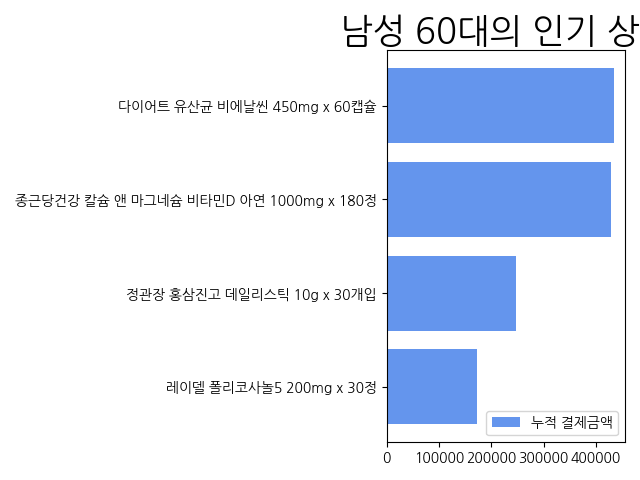 남성 60대의 인기 상
다이어트 유산균 비에날씬 450mg x 60캡슐
종근당건강 칼슘 앤 마그네슘 비타민D 아연 1000mg x 180정
정관장 홍삼진고 데일리스틱 10g x 30개입
레이델 폴리코사놀5 200mg x 30정
누적 결제금액
0 100000 200000 300000 400000